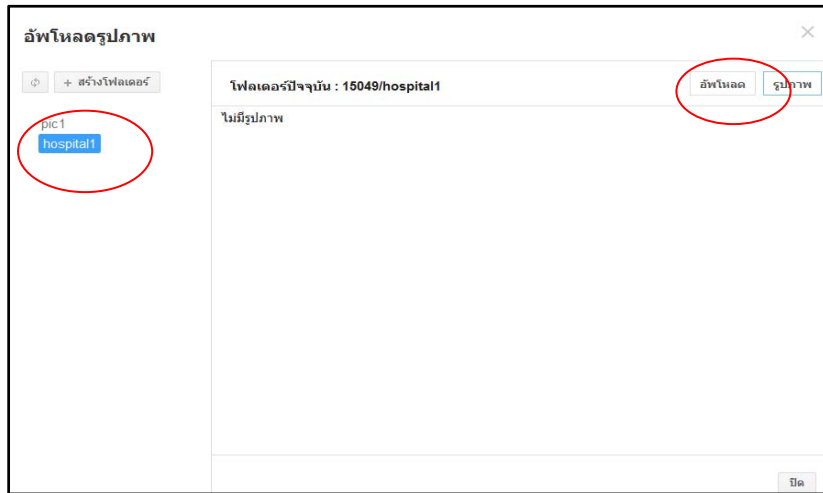 อัพโหลดรูปภาพ
+ สร้างโฟลเดอร์
pic1
hospital1
โฟลเดอร์ปัจจุบัน : 15049/hospital1
อัพโหลด
รูปภาพ
ไม่มีรูปภาพ
ปิด